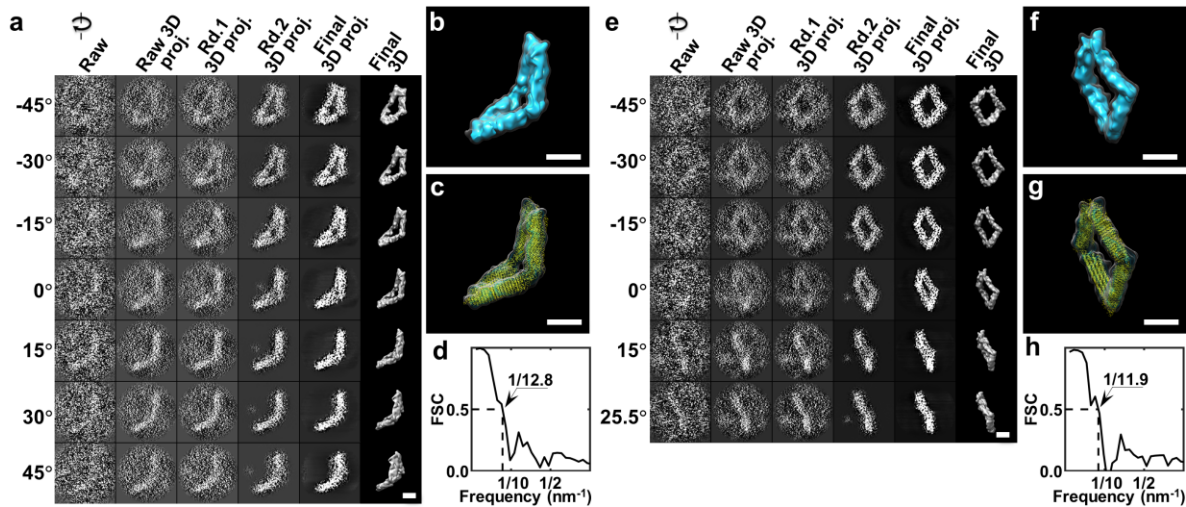 a
Raw
Raw 3D proj.
Rd.1 3D proj.
Rd.2 3D proj.
Final 3D proj.
Final 3D
-45°
-30°
-15°
0°
15°
30°
45°
b
c
d
1/12.8
FSC
0.5
0.0
1/10 1/2
Frequency (nm⁻¹)
e
Raw
Raw 3D proj.
Rd.1 3D proj.
Rd.2 3D proj.
Final 3D proj.
Final 3D
-45°
-30°
-15°
0°
15°
25.5°
f
g
h
1/11.9
FSC
0.5
0.0
1/10 1/2
Frequency (nm⁻¹)